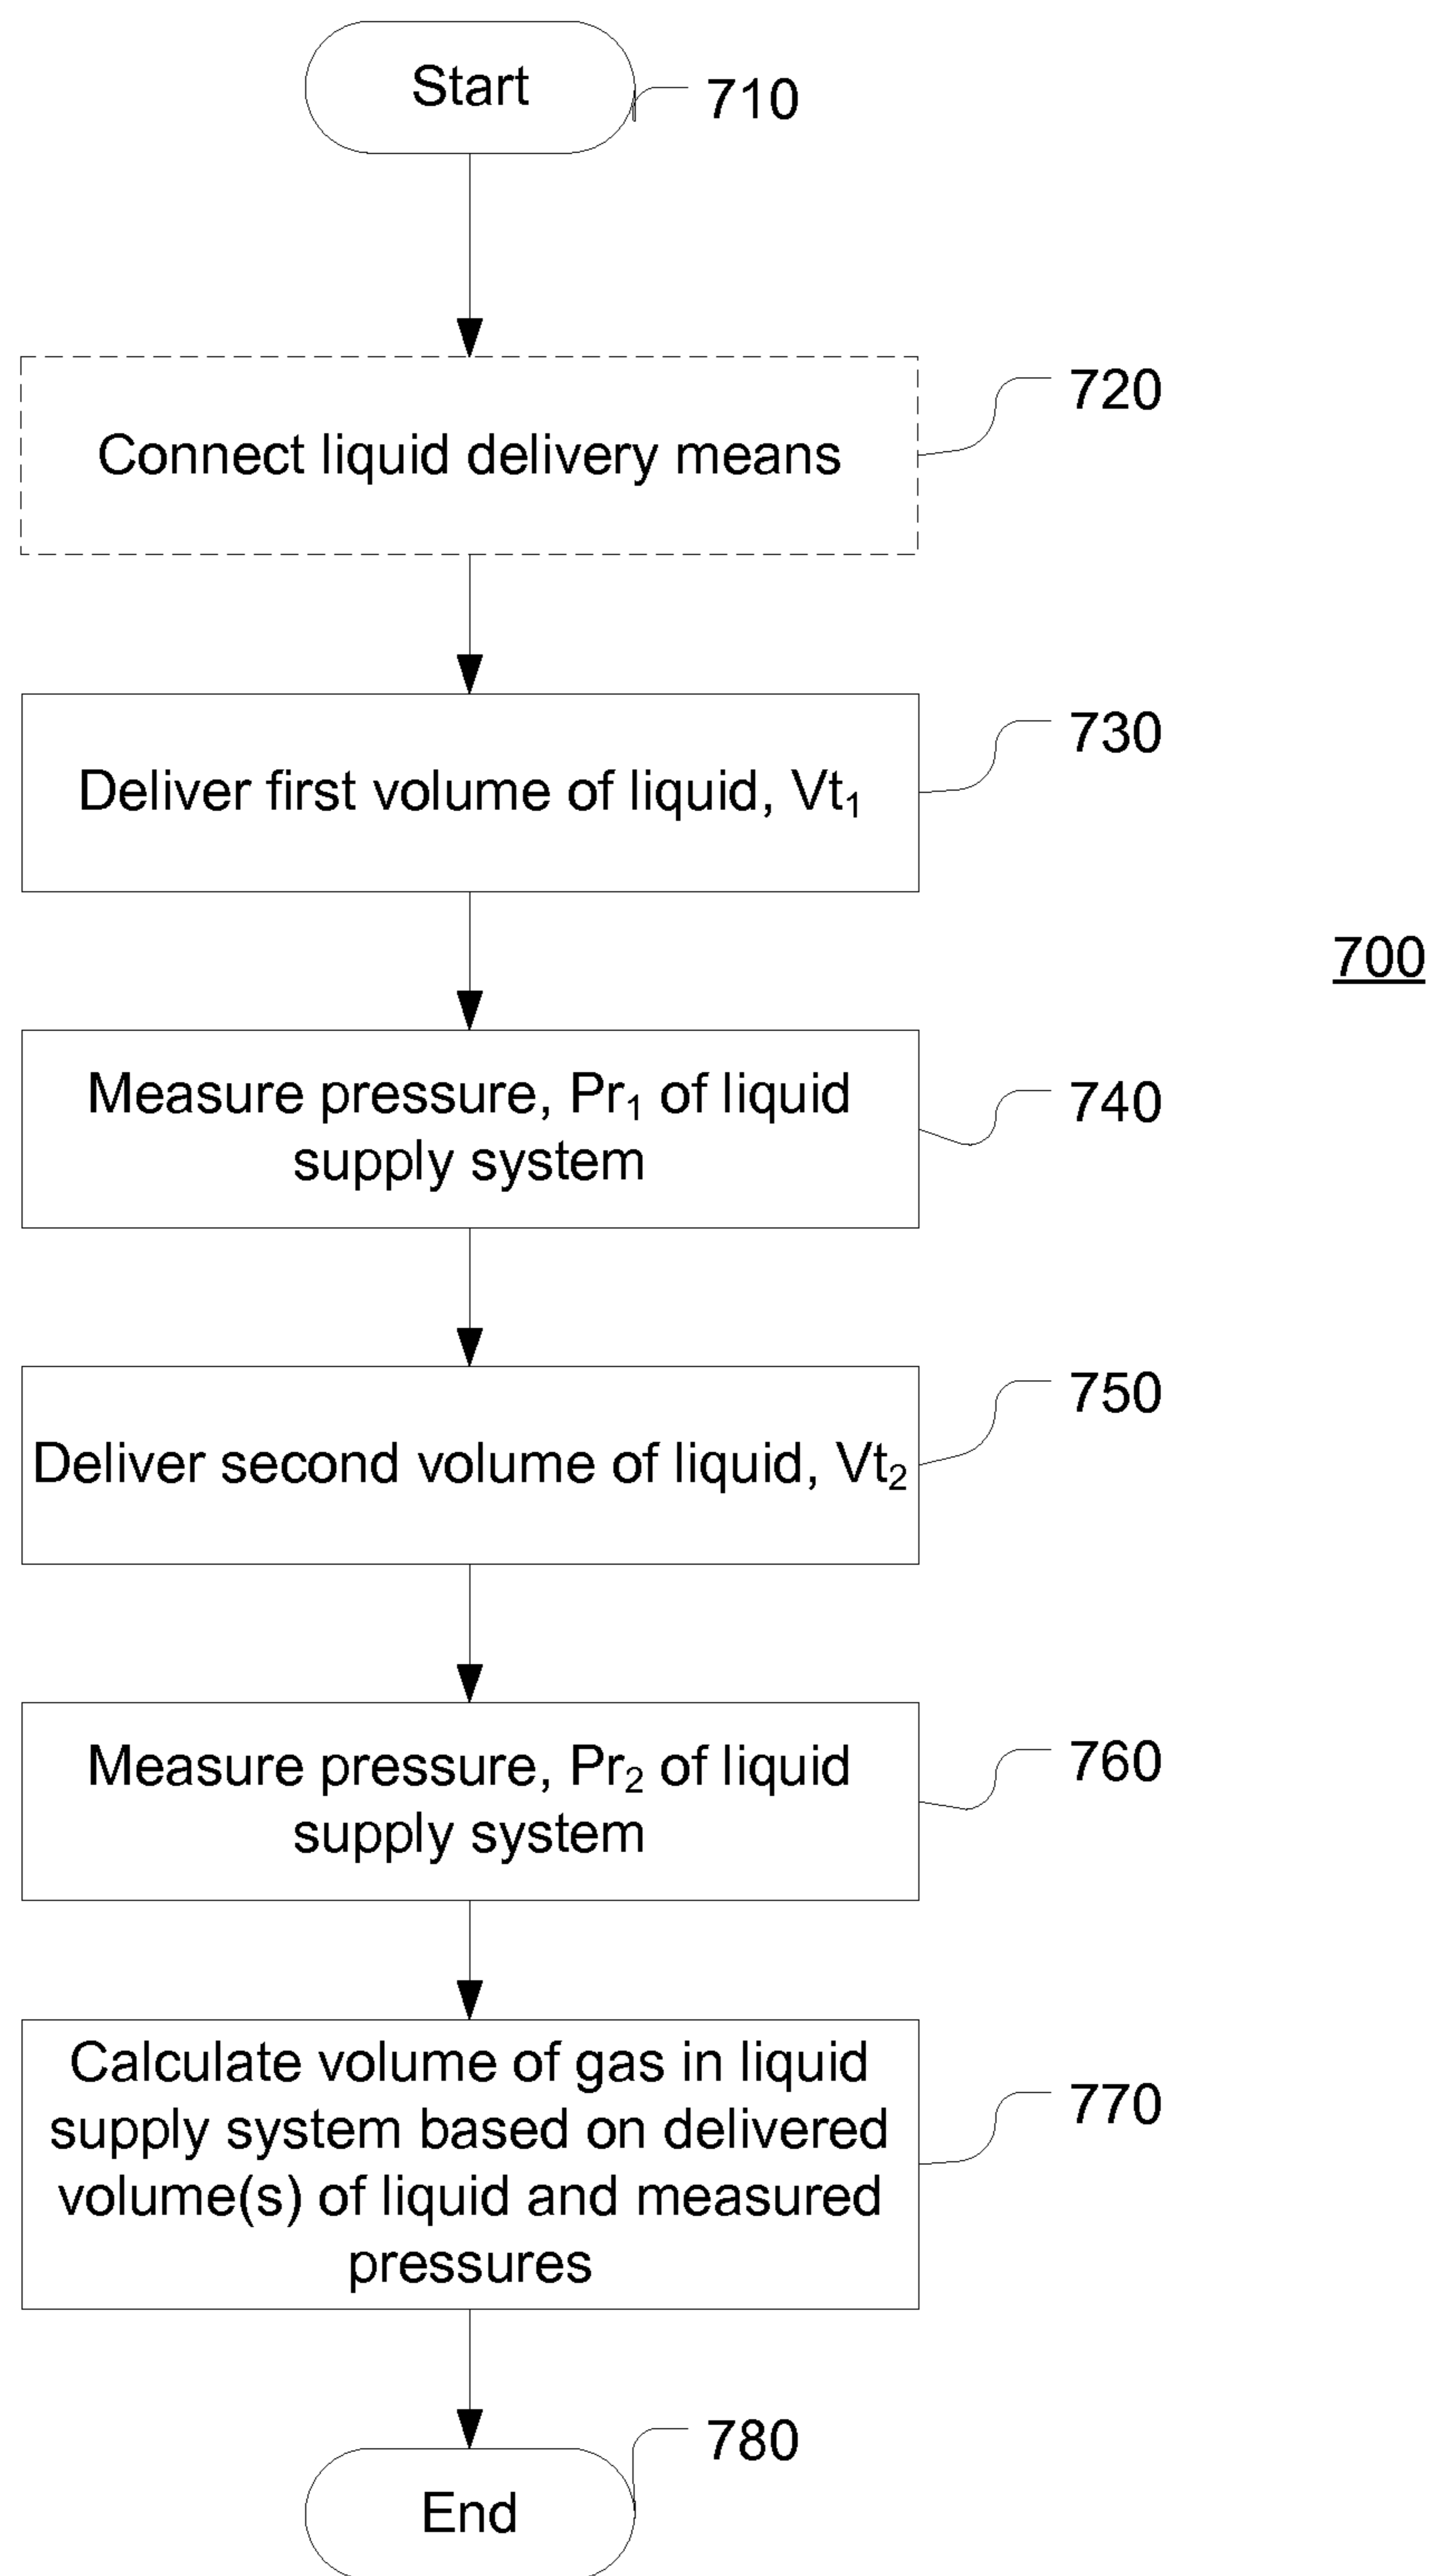 Start
710
Connect liquid delivery means
720
Deliver first volume of liquid, Vt₁
730
700
Measure pressure, Pr₁ of liquid
supply system
740
Deliver second volume of liquid, Vt₂
750
Measure pressure, Pr₂ of liquid
supply system
760
Calculate volume of gas in liquid
supply system based on delivered
volume(s) of liquid and measured
pressures
770
End
780